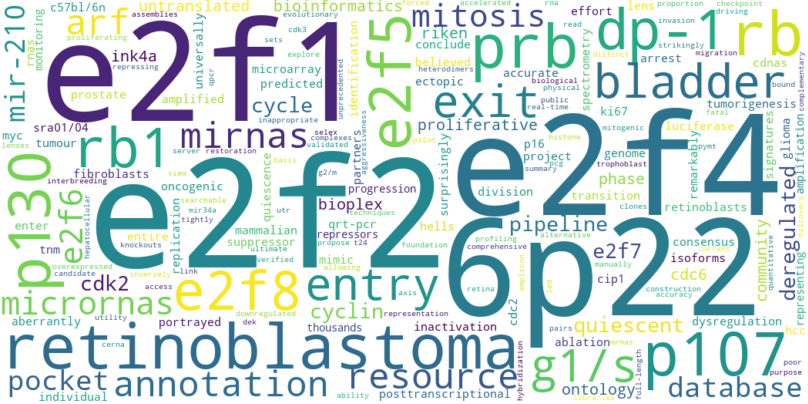 c57bl/6n
untranslated
bioinformatics
assemblies
evolutionary
forced
accelerated
rna
proportion
checkpoint
arf
mitosis
dp-1
rb
proliferating
cdk3
sets
explore
effort
lens
driving
read
invasion
distinct
mir-210
rnas
monitoring
ink4a
e2f1
universally
identification
e2f5
riken
conclude
prb
spectrometry
strikingly
migration
cdnas
repressing
microarray
predicted
believed
heterodimers
biological
physical
arrest
bound
complementary
prostate
amplified
cycle
qpcr
inappropriate
unprecedented
accurate
ectopic
exit
public
real-time
bladder
sra01/04
myc
tumour
rb1
mirnas
selex
complexes
validated
partners
aggressiveness
proliferative
ki67
tumorigenesis
fatal
luciferase
signatures
glioma
implication
lenses
fibroblasts
server
restoration
pilot
histone
mitogenic
p16
project
pcg
genome
remarkably
pymt
interbreeding
oncogenic
quiescence
basis
g2/m
progression
surprisingly
summary
trophoblast
phase
p130
e2f6
hepatocellular
view
e2f2
searchable
mir34a
tightly
utr
bioplex
techniques
division
clones
transition
retinoblasts
e2f4
enter
entire
replication
mammalian
suppressor
ultimate
verified
knockouts
repressors
t24
propose
foundation
hells
profiling
alternative
comprehensive
pipeline
consensus
deregulated
discovery
representing
tnm
overexpressed
candidate
inversely
link
qrt-pcr
mimic
allowing
axis
e2f7
isoforms
manually
community
quantitative
cdk2
access
e2f8
entry
cdc2
retina
amplicon
led
6p22
cip1
cdc6
current
construction
accuracy
micrornas
aberrantly
utility
portrayed
downregulated
dek
cyclin
representation
thousands
inactivation
pairs
mrnas
ablation
quiescent
dysregulation
hcc
cerna
retinoblastoma
hybridization
g1/s
full-length
p107
poor
purpose
pocket
annotation
resource
ontology
database
individual
ability
posttranscriptional
libraries